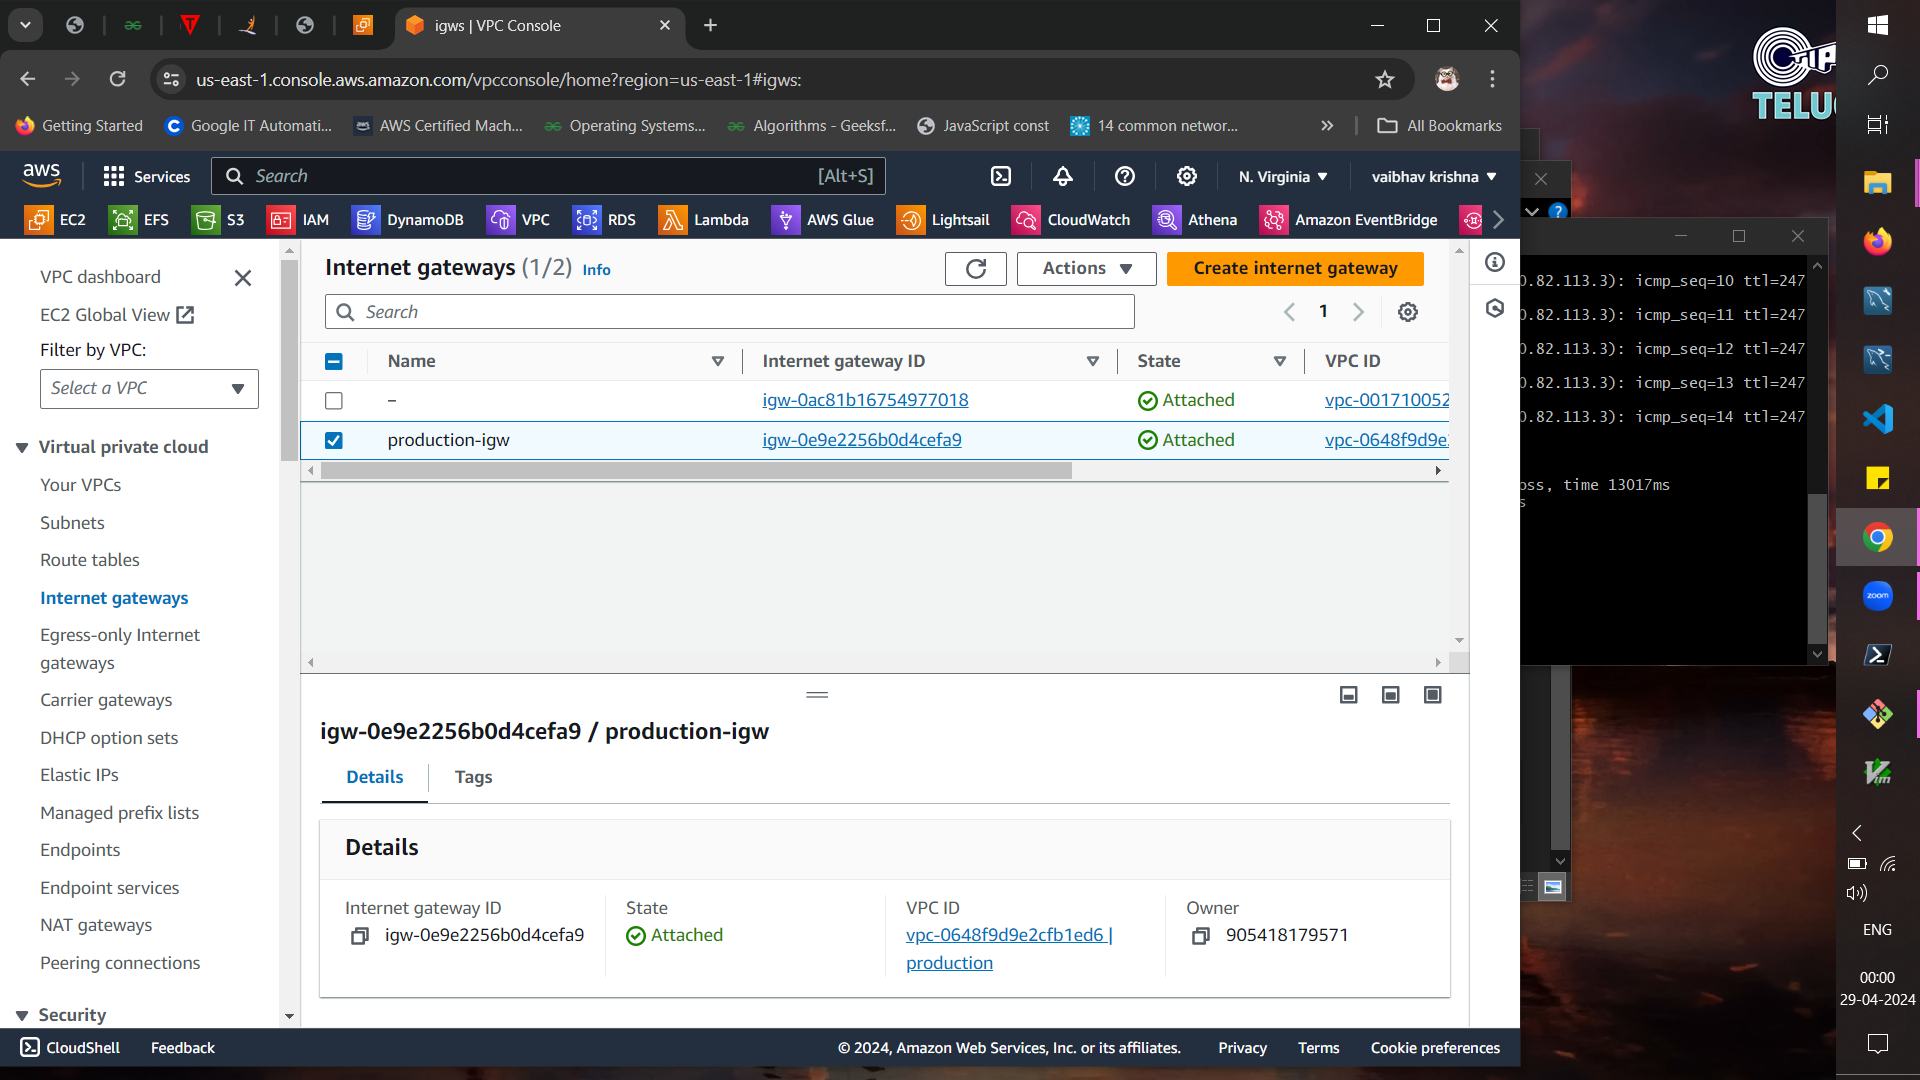 igws | VPC Console
us-east-1.console.aws.amazon.com/vpcconsole/home?region=us-east-1#igws:
Getting Started
Google IT Automati...
AWS Certified Mach...
Operating Systems...
Algorithms - Geeksf...
JavaScript const
14 common networ...
All Bookmarks
aws
Services
Search
[Alt+S]
N. Virginia
vaibhav krishna
EC2
EFS
S3
IAM
DynamoDB
VPC
RDS
Lambda
AWS Glue
Lightsail
CloudWatch
Athena
Amazon EventBridge
VPC dashboard
EC2 Global View
Filter by VPC:
Select a VPC
Virtual private cloud
Your VPCs
Subnets
Route tables
Internet gateways
Egress-only Internet
gateways
Carrier gateways
DHCP option sets
Elastic IPs
Managed prefix lists
Endpoints
Endpoint services
NAT gateways
Peering connections
Security
Internet gateways (1/2) Info
Actions
Create internet gateway
Search
1
Name
Internet gateway ID
State
VPC ID
–
igw-0ac81b16754977018
Attached
vpc-001710052
production-igw
igw-0e9e2256b0d4cefa9
Attached
vpc-0648f9d9e
igw-0e9e2256b0d4cefa9 / production-igw
Details
Tags
Details
Internet gateway ID
igw-0e9e2256b0d4cefa9
State
Attached
VPC ID
vpc-0648f9d9e2cfb1ed6 |
production
Owner
905418179571
CloudShell
Feedback
© 2024, Amazon Web Services, Inc. or its affiliates.
Privacy
Terms
Cookie preferences
0.82.113.3): icmp_seq=10 ttl=247
0.82.113.3): icmp_seq=11 ttl=247
0.82.113.3): icmp_seq=12 ttl=247
0.82.113.3): icmp_seq=13 ttl=247
0.82.113.3): icmp_seq=14 ttl=247
oss, time 13017ms
s
TELU
zoom
ENG
00:00
29-04-2024